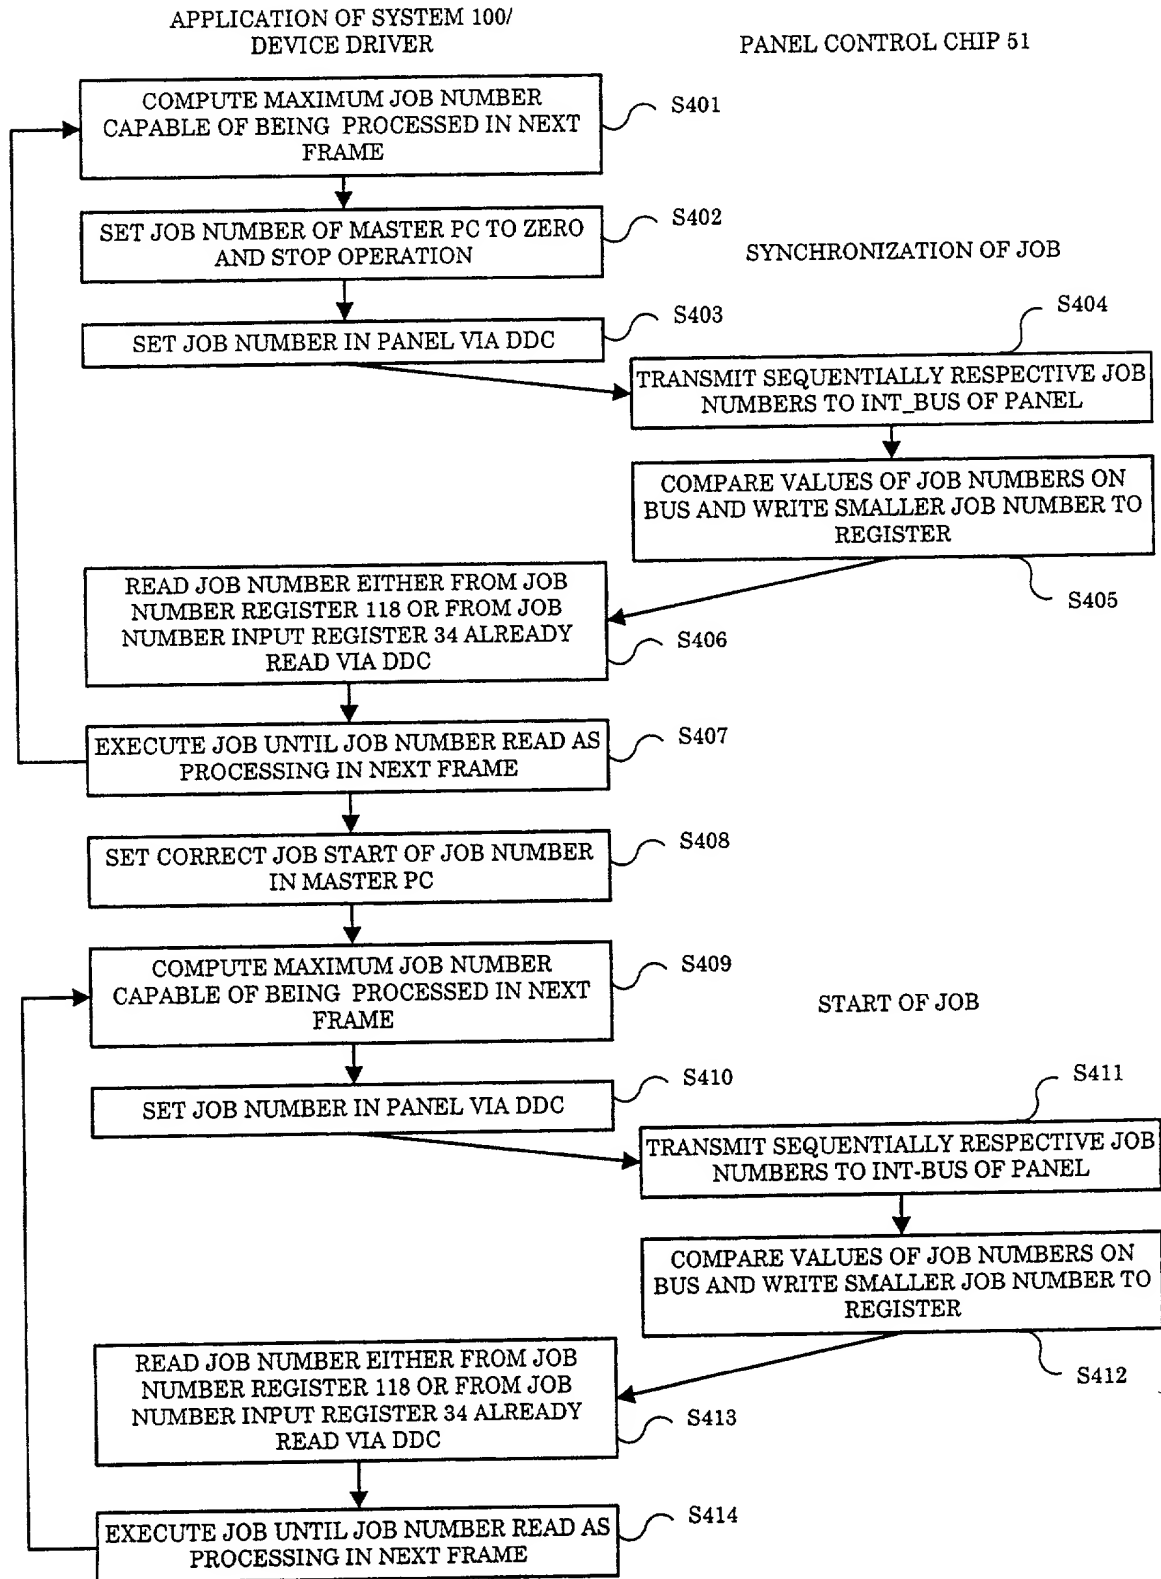 APPLICATION OF SYSTEM 100/
DEVICE DRIVER
PANEL CONTROL CHIP 51
COMPUTE MAXIMUM JOB NUMBER
CAPABLE OF BEING PROCESSED IN NEXT
FRAME
S401
SET JOB NUMBER OF MASTER PC TO ZERO
AND STOP OPERATION
S402
SYNCHRONIZATION OF JOB
SET JOB NUMBER IN PANEL VIA DDC
S403
S404
TRANSMIT SEQUENTIALLY RESPECTIVE JOB
NUMBERS TO INT_BUS OF PANEL
COMPARE VALUES OF JOB NUMBERS ON
BUS AND WRITE SMALLER JOB NUMBER TO
REGISTER
S405
READ JOB NUMBER EITHER FROM JOB
NUMBER REGISTER 118 OR FROM JOB
NUMBER INPUT REGISTER 34 ALREADY
READ VIA DDC
S406
EXECUTE JOB UNTIL JOB NUMBER READ AS
PROCESSING IN NEXT FRAME
S407
SET CORRECT JOB START OF JOB NUMBER
IN MASTER PC
S408
COMPUTE MAXIMUM JOB NUMBER
CAPABLE OF BEING PROCESSED IN NEXT
FRAME
S409
START OF JOB
SET JOB NUMBER IN PANEL VIA DDC
S410
S411
TRANSMIT SEQUENTIALLY RESPECTIVE JOB
NUMBERS TO INT-BUS OF PANEL
COMPARE VALUES OF JOB NUMBERS ON
BUS AND WRITE SMALLER JOB NUMBER TO
REGISTER
S412
READ JOB NUMBER EITHER FROM JOB
NUMBER REGISTER 118 OR FROM JOB
NUMBER INPUT REGISTER 34 ALREADY
READ VIA DDC
S413
EXECUTE JOB UNTIL JOB NUMBER READ AS
PROCESSING IN NEXT FRAME
S414